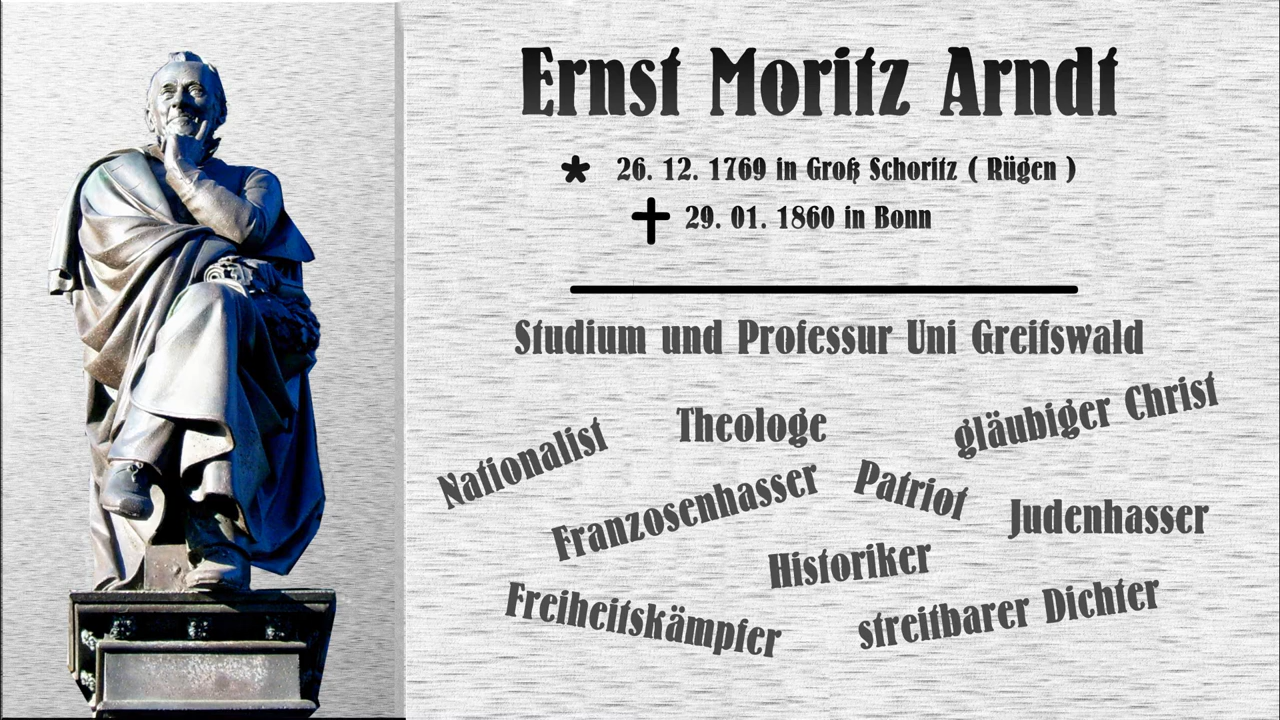 Ernst Moritz Arndt
* 26. 12. 1769 in Groß Schoritz ( Rügen )
† 29. 01. 1860 in Bonn
Studium und Professur Uni Greifswald
Nationalist
Theologe
gläubiger Christ
Franzosenhasser
Patriot
Judenhasser
Historiker
Freiheitskämpfer
streitbarer Dichter